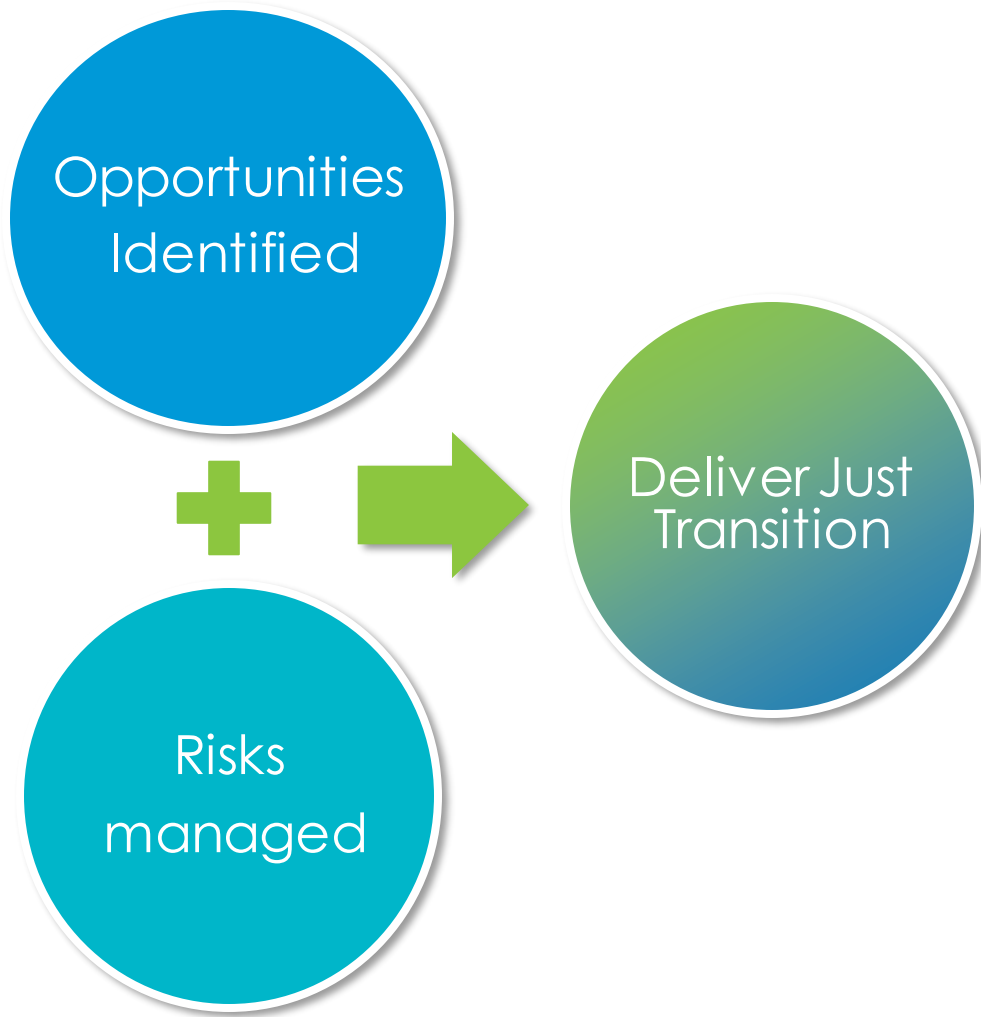 Opportunities
Identified
Deliver Just
Transition
Risks
managed